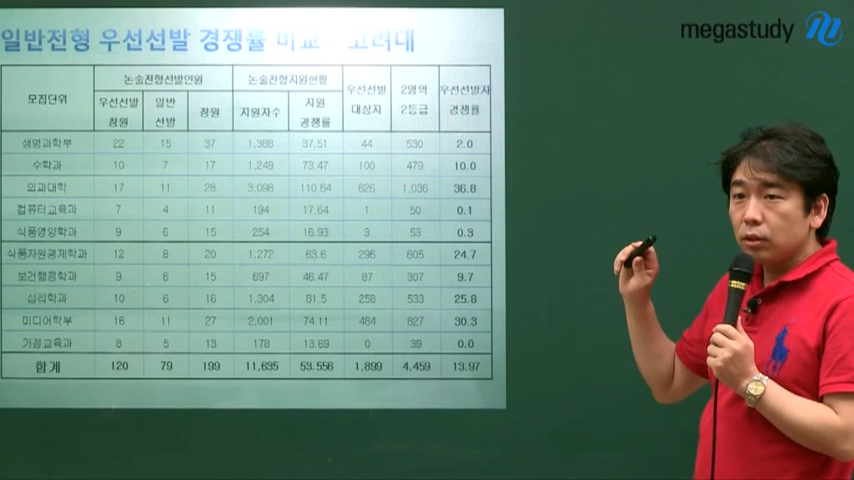 일반전형 우선선발 경쟁률 비교 고려대
megastudy
모집단위 논술전형선발인원 논술전형지원현황 우선선발 대상자 2영역 2등급 우선선발자 경쟁률
우선선발 정원 일반 선발 정원 지원자수 지원 경쟁률
생명과학부 22 15 37 1,388 37.51 44 530 2.0
수학과 10 7 17 1,249 73.47 100 479 10.0
의과대학 17 11 28 3,098 110.64 626 1,036 36.8
컴퓨터교육과 7 4 11 194 17.64 1 50 0.1
식품영양학과 9 6 15 254 16.93 3 53 0.3
식품자원경제학과 12 8 20 1,272 63.6 296 605 24.7
보건행정학과 9 6 15 697 46.47 87 307 9.7
심리학과 10 6 16 1,304 81.5 258 533 25.8
미디어학부 16 11 27 2,001 74.11 484 827 30.3
가정교육과 8 5 13 178 13.69 0 39 0.0
합계 120 79 199 11,635 53.556 1,899 4,459 13.97